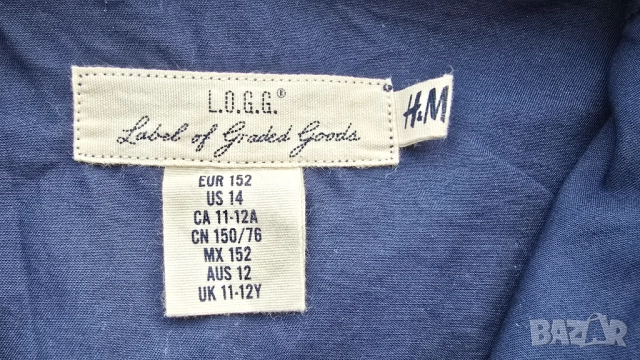 L.O.G.G.®
Label of Graded Goods
H&M
EUR 152
US 14
CA 11-12A
CN 150/76
MX 152
AUS 12
UK 11-12Y
BAZAR